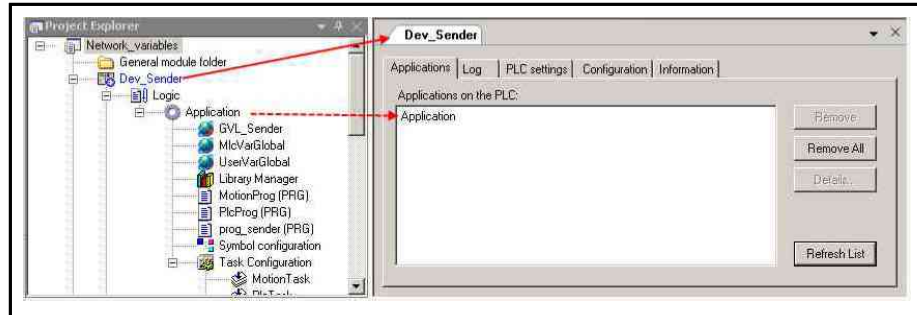 Project Explorer
Network_variables
General module folder
Dev_Sender
Logic
Application
GVL_Sender
MlcVarGlobal
UserVarGlobal
Library Manager
MotionProg (PRG)
PlcProg (PRG)
prog_sender (PRG)
Symbol configuration
Task Configuration
MotionTask
PlcTask
Dev_Sender
Applications
Log
PLC settings
Configuration
Information
Applications on the PLC:
Application
Remove
Remove All
Details...
Refresh List